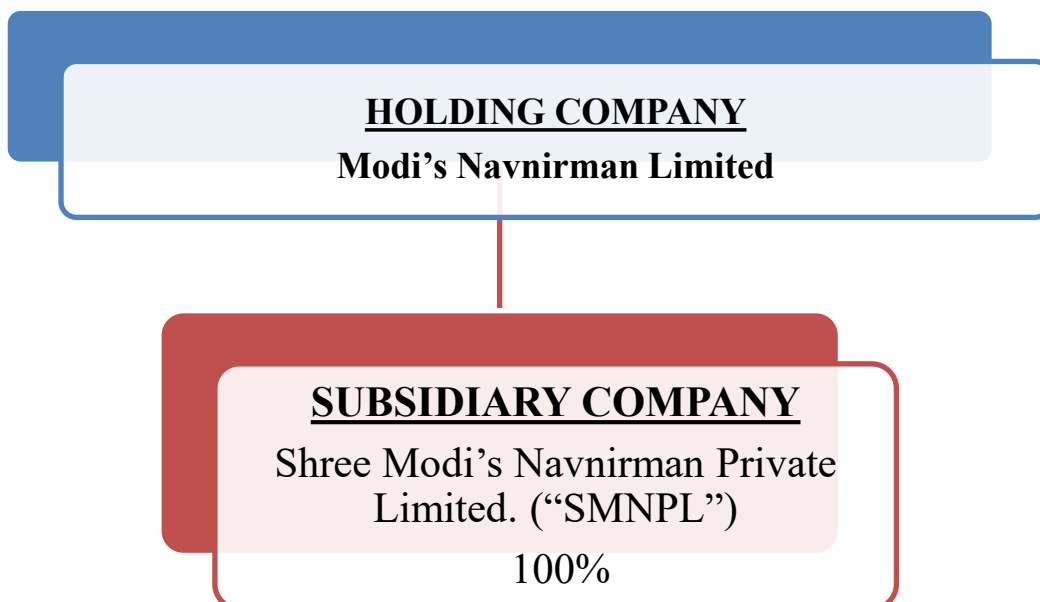 HOLDING COMPANY
Modi’s Navnirman Limited
SUBSIDIARY COMPANY
Shree Modi’s Navnirman Private
Limited. (“SMNPL”)
100%